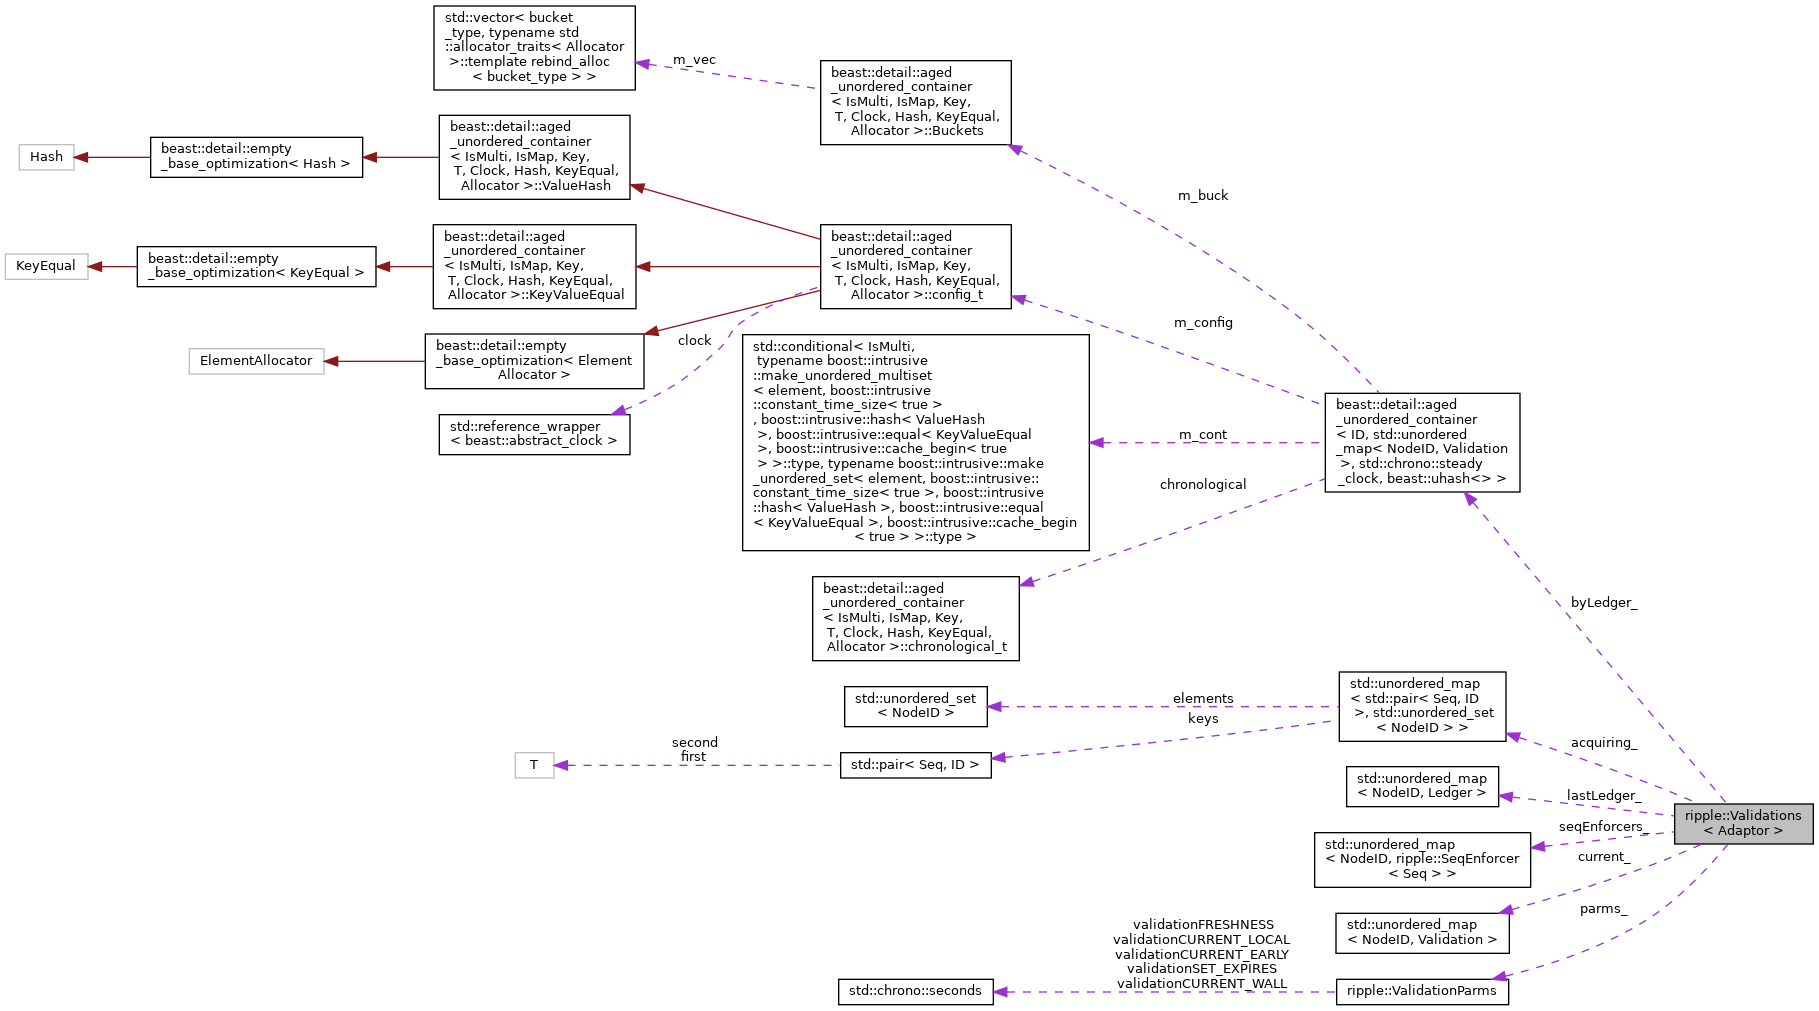 std::vector< bucket
_type, typename std
::allocator_traits< Allocator
 >::template rebind_alloc
< bucket_type > >
m_vec
beast::detail::aged
_unordered_container
< IsMulti, IsMap, Key,
 T, Clock, Hash, KeyEqual,
 Allocator >::Buckets
Hash
beast::detail::empty
_base_optimization< Hash >
beast::detail::aged
_unordered_container
< IsMulti, IsMap, Key,
 T, Clock, Hash, KeyEqual,
 Allocator >::ValueHash
m_buck
KeyEqual
beast::detail::empty
_base_optimization< KeyEqual >
beast::detail::aged
_unordered_container
< IsMulti, IsMap, Key,
 T, Clock, Hash, KeyEqual,
 Allocator >::KeyValueEqual
beast::detail::aged
_unordered_container
< IsMulti, IsMap, Key,
 T, Clock, Hash, KeyEqual,
 Allocator >::config_t
m_config
ElementAllocator
beast::detail::empty
_base_optimization< Element
Allocator >
clock
std::reference_wrapper
< beast::abstract_clock >
std::conditional< IsMulti,
 typename boost::intrusive
::make_unordered_multiset
< element, boost::intrusive
::constant_time_size< true >
, boost::intrusive::hash< ValueHash
 >, boost::intrusive::equal< KeyValueEqual
 >, boost::intrusive::cache_begin< true
 > >::type, typename boost::intrusive::make
_unordered_set< element, boost::intrusive::
constant_time_size< true >, boost::intrusive
::hash< ValueHash >, boost::intrusive::equal
< KeyValueEqual >, boost::intrusive::cache_begin
< true > >::type >
m_cont
chronological
beast::detail::aged
_unordered_container
< ID, std::unordered
_map< NodeID, Validation
 >, std::chrono::steady
_clock, beast::uhash<> >
beast::detail::aged
_unordered_container
< IsMulti, IsMap, Key,
 T, Clock, Hash, KeyEqual,
 Allocator >::chronological_t
byLedger_
std::unordered_set
< NodeID >
elements
keys
std::unordered_map
< std::pair< Seq, ID
 >, std::unordered_set
< NodeID > >
acquiring_
T
second
first
std::pair< Seq, ID >
std::unordered_map
< NodeID, Ledger >
lastLedger_
ripple::Validations
< Adaptor >
seqEnforcers_
std::unordered_map
< NodeID, ripple::SeqEnforcer
< Seq > >
current_
std::unordered_map
< NodeID, Validation >
parms_
validationFRESHNESS
validationCURRENT_LOCAL
validationCURRENT_EARLY
validationSET_EXPIRES
validationCURRENT_WALL
std::chrono::seconds
ripple::ValidationParms